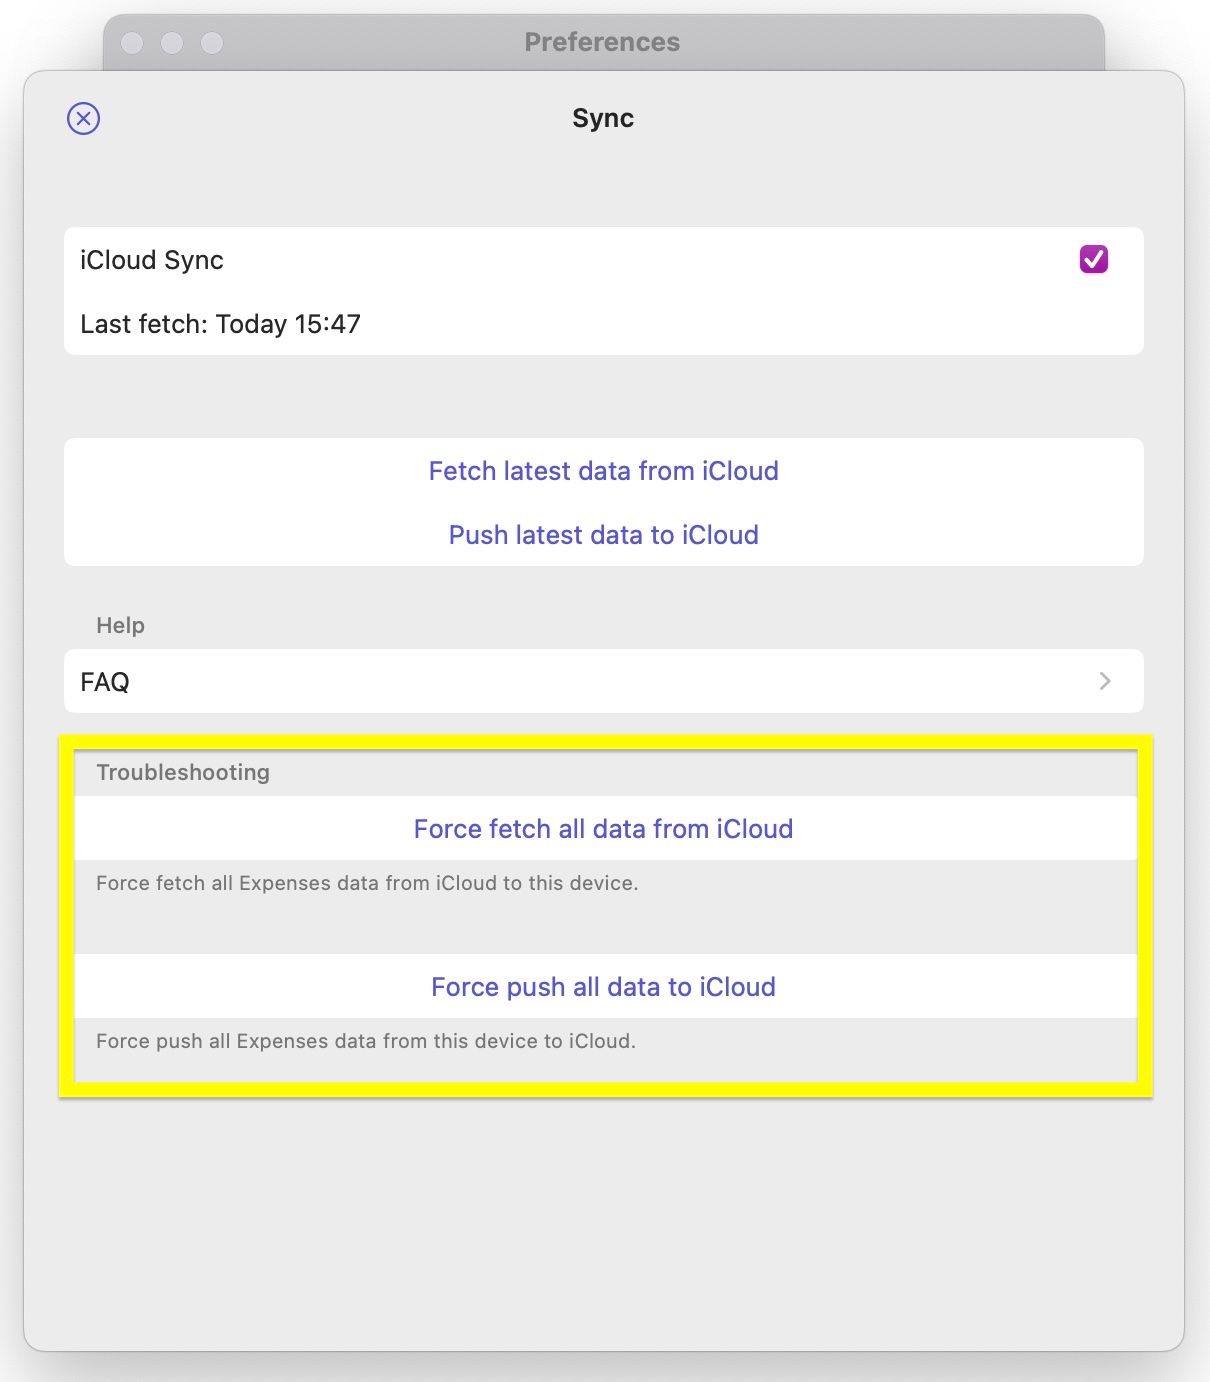 Preferences
Sync
iCloud Sync
Last fetch: Today 15:47
Fetch latest data from iCloud
Push latest data to iCloud
Help
FAQ
Troubleshooting
Force fetch all data from iCloud
Force fetch all Expenses data from iCloud to this device.
Force push all data to iCloud
Force push all Expenses data from this device to iCloud.